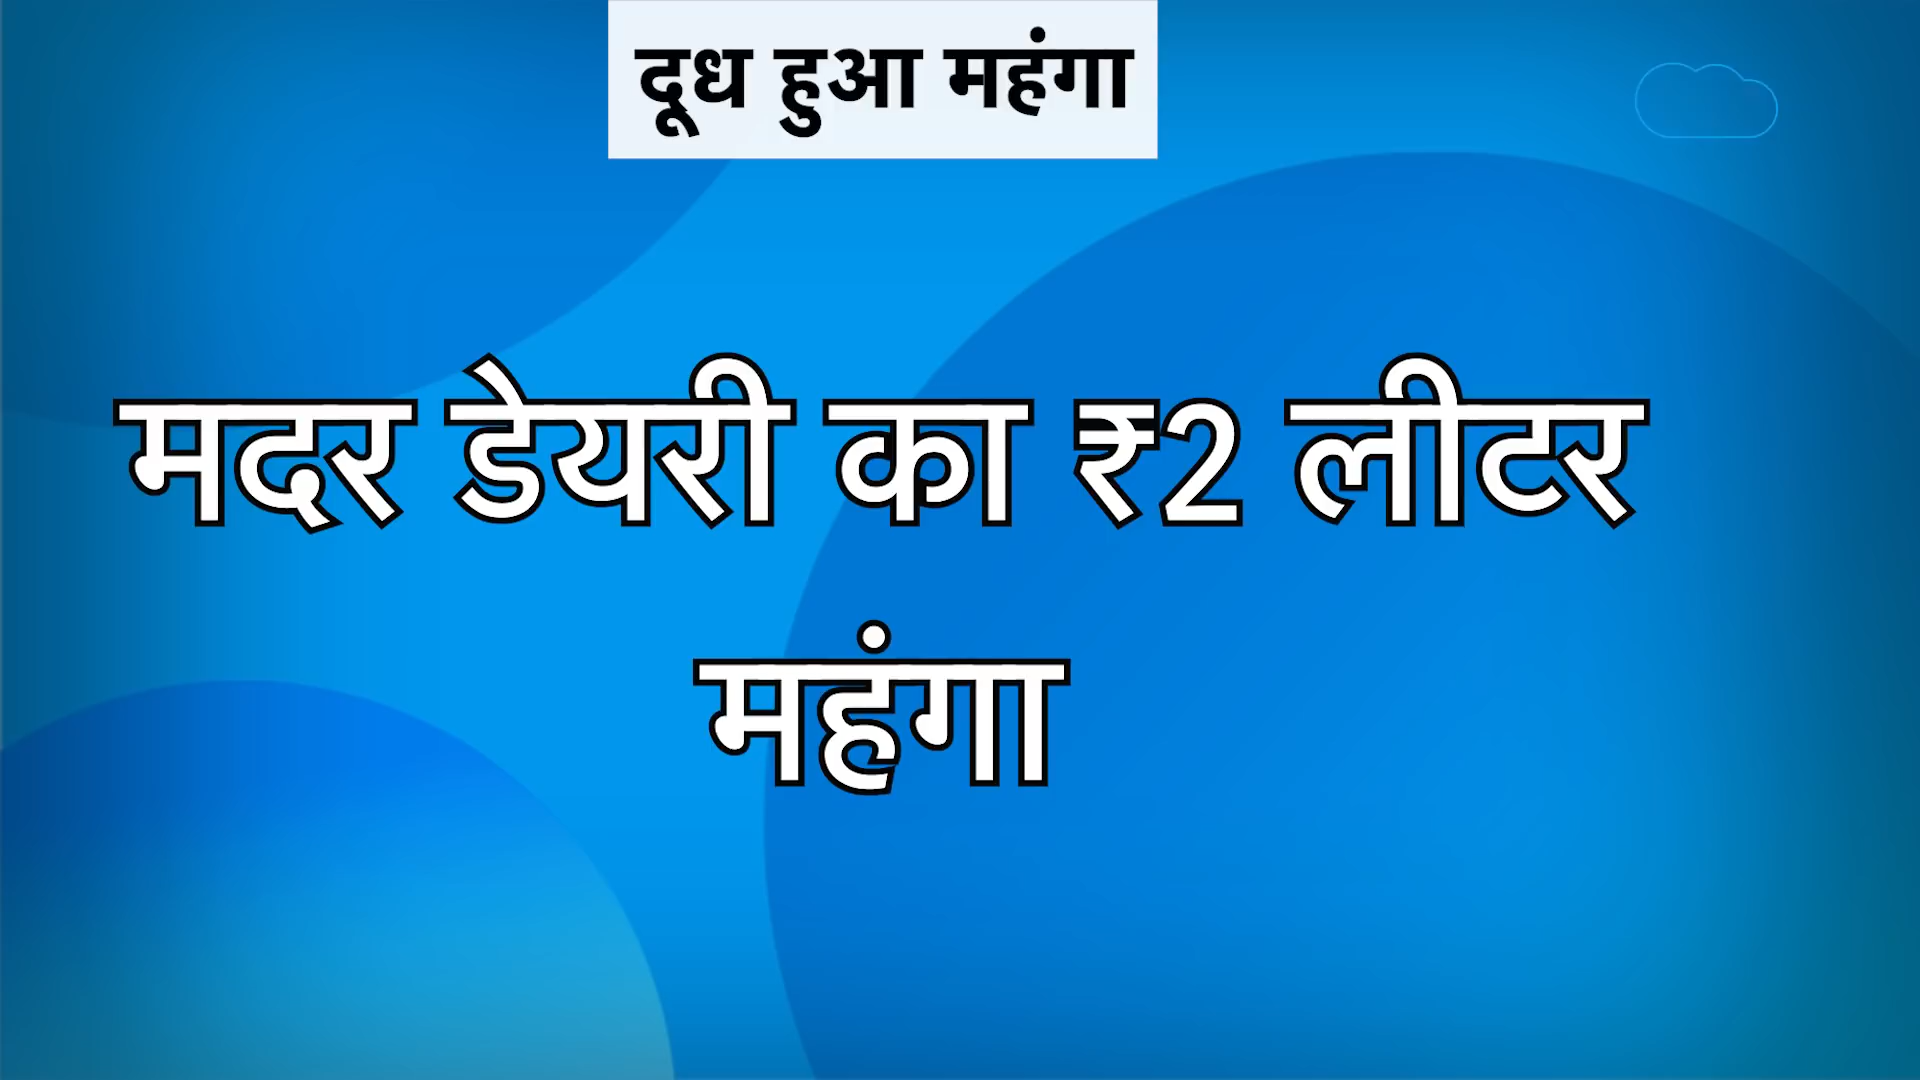 दूध हुआ महंगा
मदर डेयरी का ₹2 लीटर
महंगा